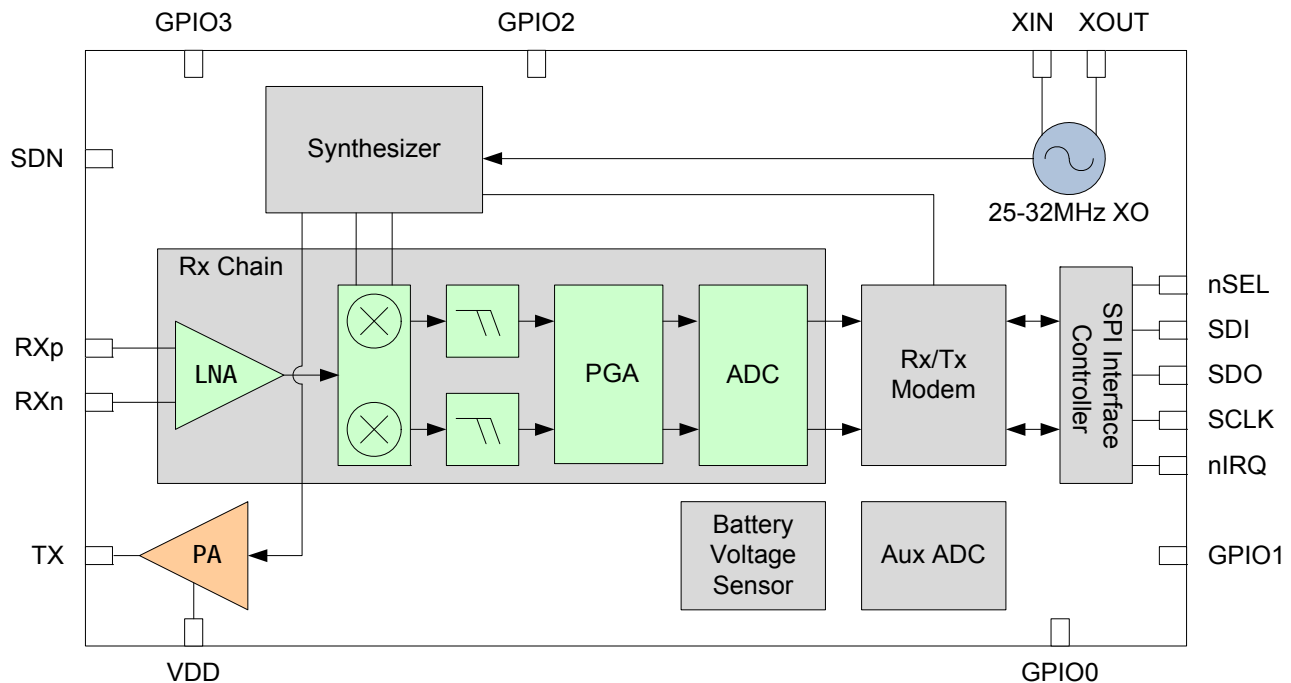 GPIO3
GPIO2
XIN
XOUT
SDN
Synthesizer
25-32MHz XO
Rx Chain
nSEL
SDI
SDO
SCLK
nIRQ
SPI Interface
Controller
RXp
RXn
LNA
PGA
ADC
Rx/Tx
Modem
TX
PA
Battery
Voltage
Sensor
Aux ADC
GPIO1
VDD
GPIO0